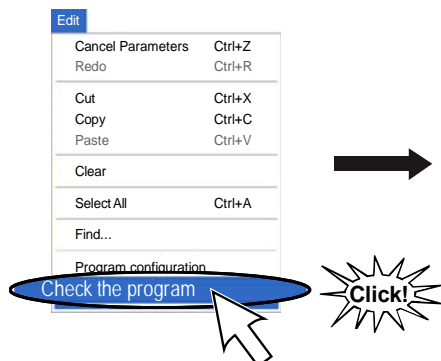 Edit
Cancel Parameters Ctrl+Z
Redo Ctrl+R
Cut Ctrl+X
Copy Ctrl+C
Paste Ctrl+V
Clear
Select All Ctrl+A
Find...
Program configuration
Check the program
Click!